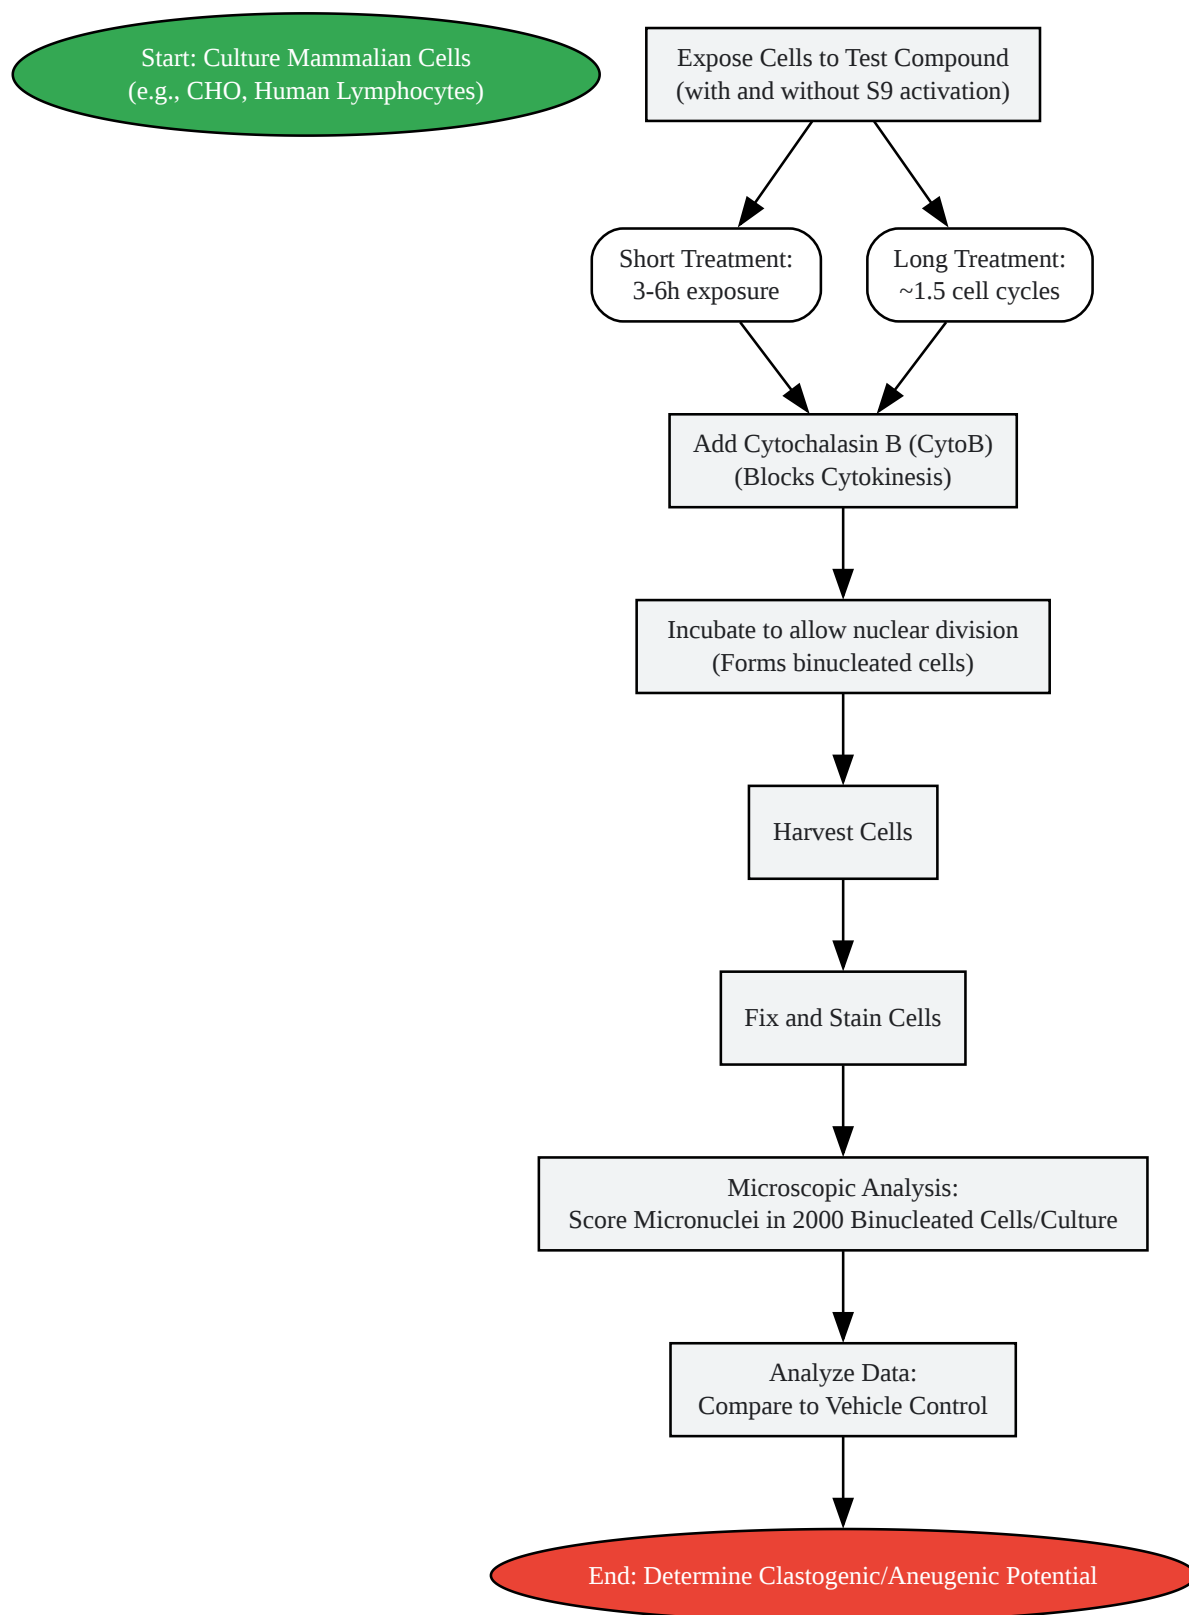 Start: Culture Mammalian Cells
(e.g., CHO, Human Lymphocytes)
Expose Cells to Test Compound
(with and without S9 activation)
Short Treatment:
3-6h exposure
Long Treatment:
~1.5 cell cycles
Add Cytochalasin B (CytoB)
(Blocks Cytokinesis)
Incubate to allow nuclear division
(Forms binucleated cells)
Harvest Cells
Fix and Stain Cells
Microscopic Analysis:
Score Micronuclei in 2000 Binucleated Cells/Culture
Analyze Data:
Compare to Vehicle Control
End: Determine Clastogenic/Aneugenic Potential